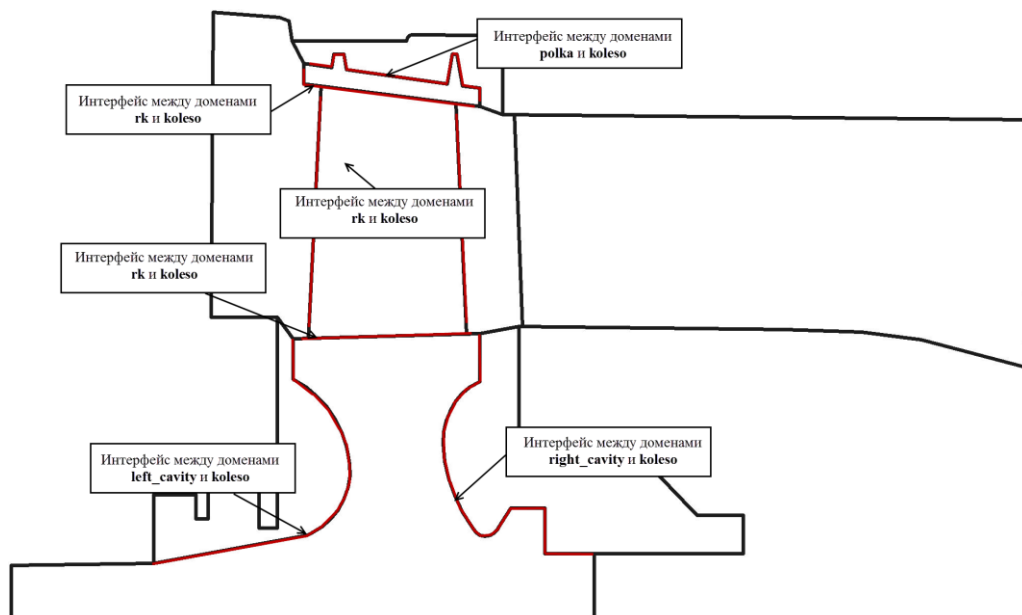 Интерфейс между доменами
polka и koleso
Интерфейс между доменами
rk и koleso
Интерфейс между доменами
rk и koleso
Интерфейс между доменами
rk и koleso
Интерфейс между доменами
left_cavity и koleso
Интерфейс между доменами
right_cavity и koleso